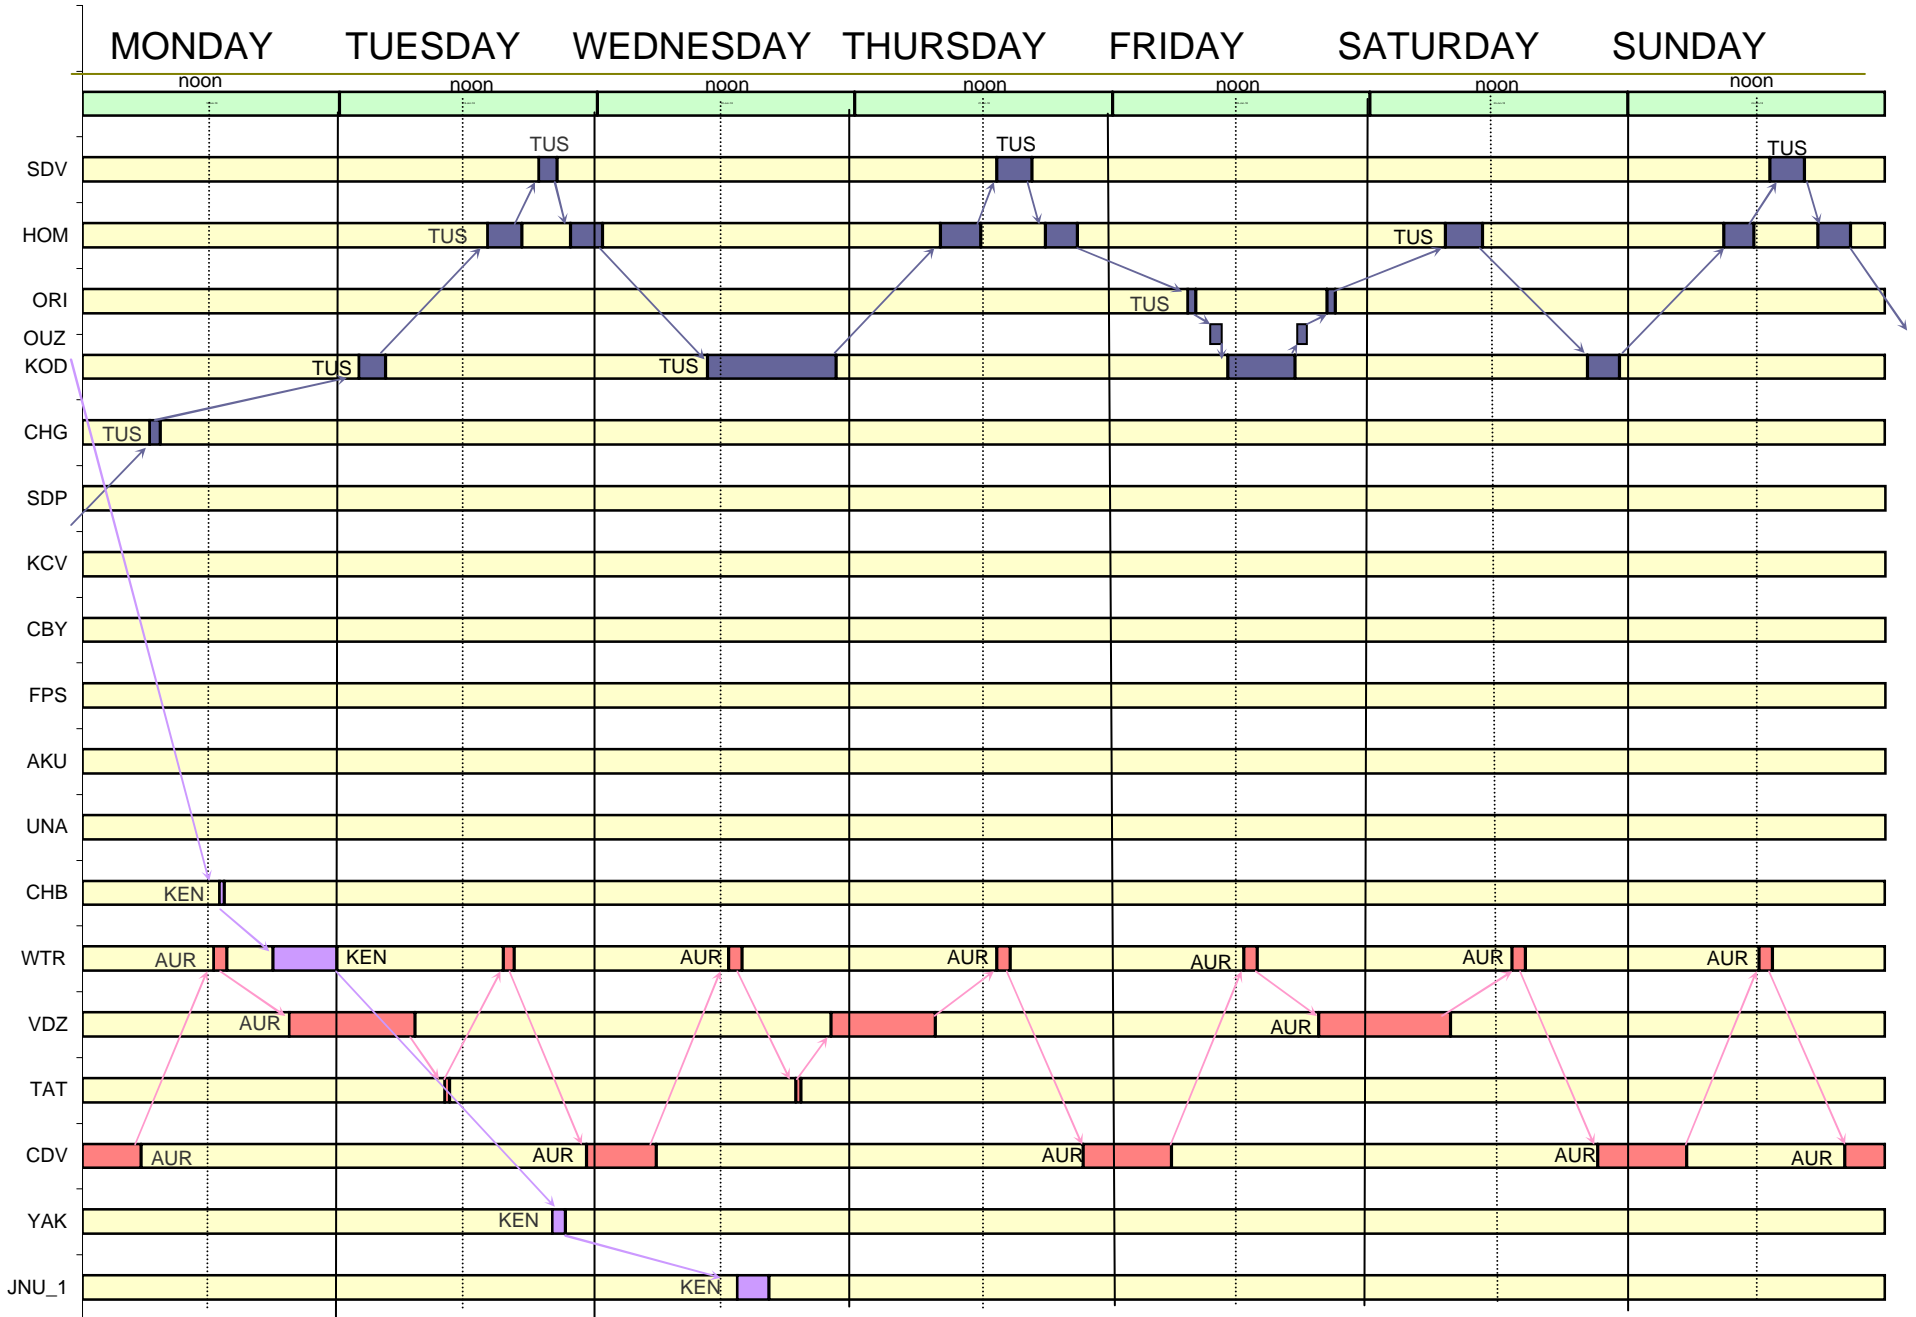 MONDAY TUESDAY WEDNESDAY THURSDAY FRIDAY SATURDAY SUNDAY
noon noon noon noon noon noon noon
TUS TUS TUS
SDV
HOM TUS TUS
ORI TUS
OUZ
KOD TUS TUS
CHG TUS
SDP
KCV
CBY
FPS
AKU
UNA
CHB KEN
WTR AUR KEN AUR AUR AUR AUR AUR
VDZ AUR AUR
TAT
CDV AUR AUR AUR AUR AUR
YAK KEN
JNU_1 KEN